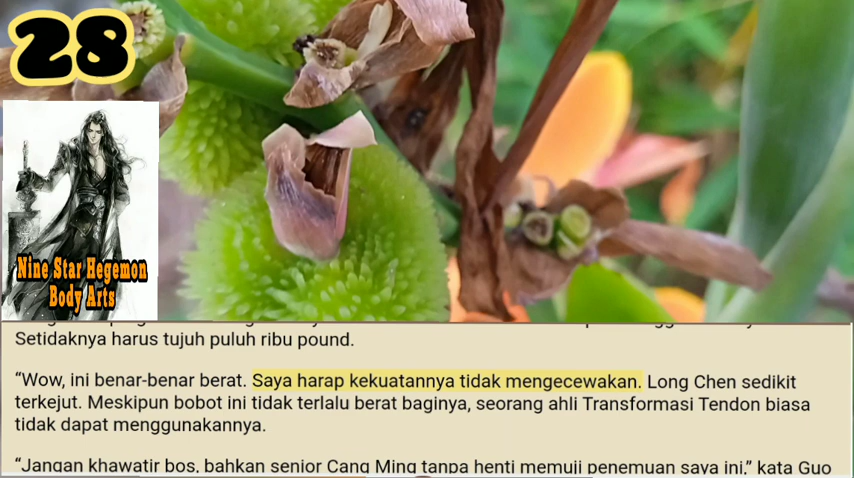 28
Nine Star Hegemon
Body Arts
Setidaknya harus tujuh puluh ribu pound.
“Wow, ini benar-benar berat. Saya harap kekuatannya tidak mengecewakan. Long Chen sedikit
terkejut. Meskipun bobot ini tidak terlalu berat baginya, seorang ahli Transformasi Tendon biasa
tidak dapat menggunakannya.
“Jangan khawatir bos, bahkan senior Cang Ming tanpa henti memuji penemuan saya ini,” kata Guo